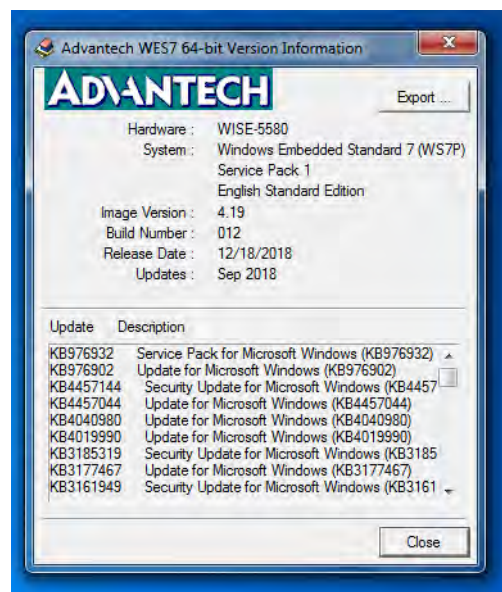 Advantech WES7 64-bit Version Information
ADVANTECH
Export ...
Hardware : WISE-5580
System : Windows Embedded Standard 7 (WS7P)
Service Pack 1
English Standard Edition
Image Version : 4.19
Build Number : 012
Release Date : 12/18/2018
Updates : Sep 2018
Update Description
KB976932 Service Pack for Microsoft Windows (KB976932)
KB976902 Update for Microsoft Windows (KB976902)
KB4457144 Security Update for Microsoft Windows (KB4457
KB4457044 Update for Microsoft Windows (KB4457044)
KB4040980 Update for Microsoft Windows (KB4040980)
KB4019990 Update for Microsoft Windows (KB4019990)
KB3185319 Security Update for Microsoft Windows (KB3185
KB3177467 Update for Microsoft Windows (KB3177467)
KB3161949 Security Update for Microsoft Windows (KB3161
Close